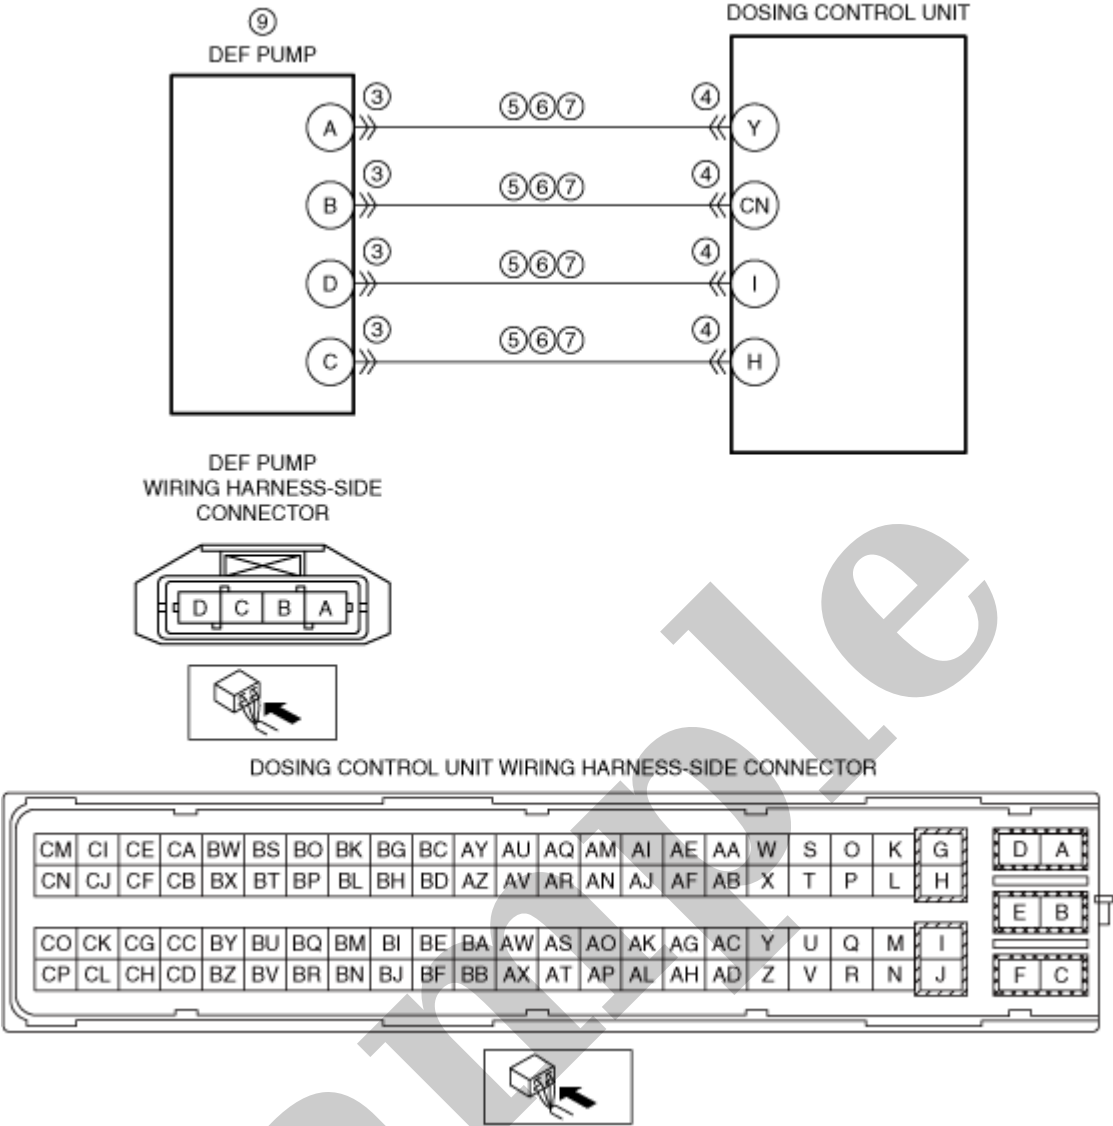 ⑨
DEF PUMP
DOSING CONTROL UNIT
A ③ ⑤⑥⑦ ④ Y
B ③ ⑤⑥⑦ ④ CN
D ③ ⑤⑥⑦ ④ I
C ③ ⑤⑥⑦ ④ H
DEF PUMP
WIRING HARNESS-SIDE
CONNECTOR
D C B A
DOSING CONTROL UNIT WIRING HARNESS-SIDE CONNECTOR
CM CI CE CA BW BS BO BK BG BC AY AU AQ AM AI AE AA W S O K G D A
CN CJ CF CB BX BT BP BL BH BD AZ AV AR AN AJ AF AB X T P L H
E B
CO CK CG CC BY BU BQ BM BI BE BA AW AS AO AK AG AC Y U Q M I
CP CL CH CD BZ BV BR BN BJ BF BB AX AT AP AL AH AD Z V R N J F C
ample